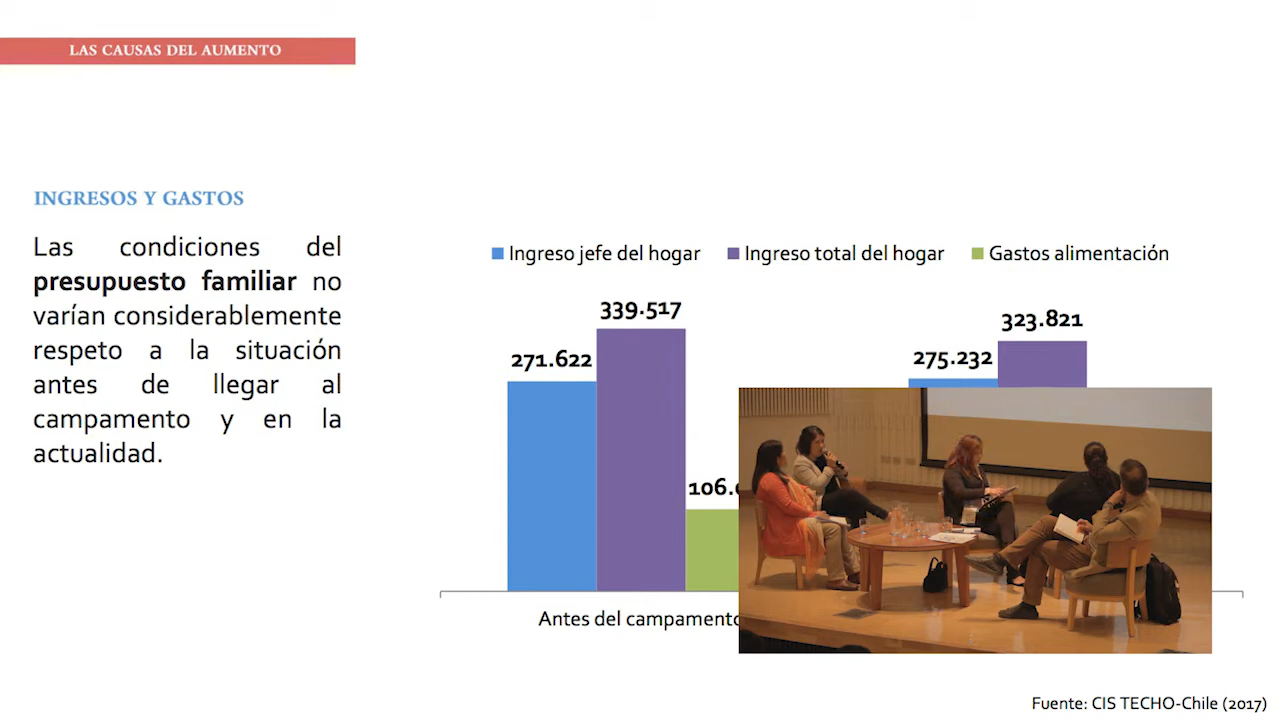 LAS CAUSAS DEL AUMENTO
INGRESOS Y GASTOS
Las condiciones del
presupuesto familiar no
varían considerablemente
respeto a la situación
antes de llegar al
campamento y en la
actualidad.
Ingreso jefe del hogar Ingreso total del hogar Gastos alimentación
339.517
323.821
271.622
275.232
106.
Antes del campamento
Fuente: CIS TECHO-Chile (2017)